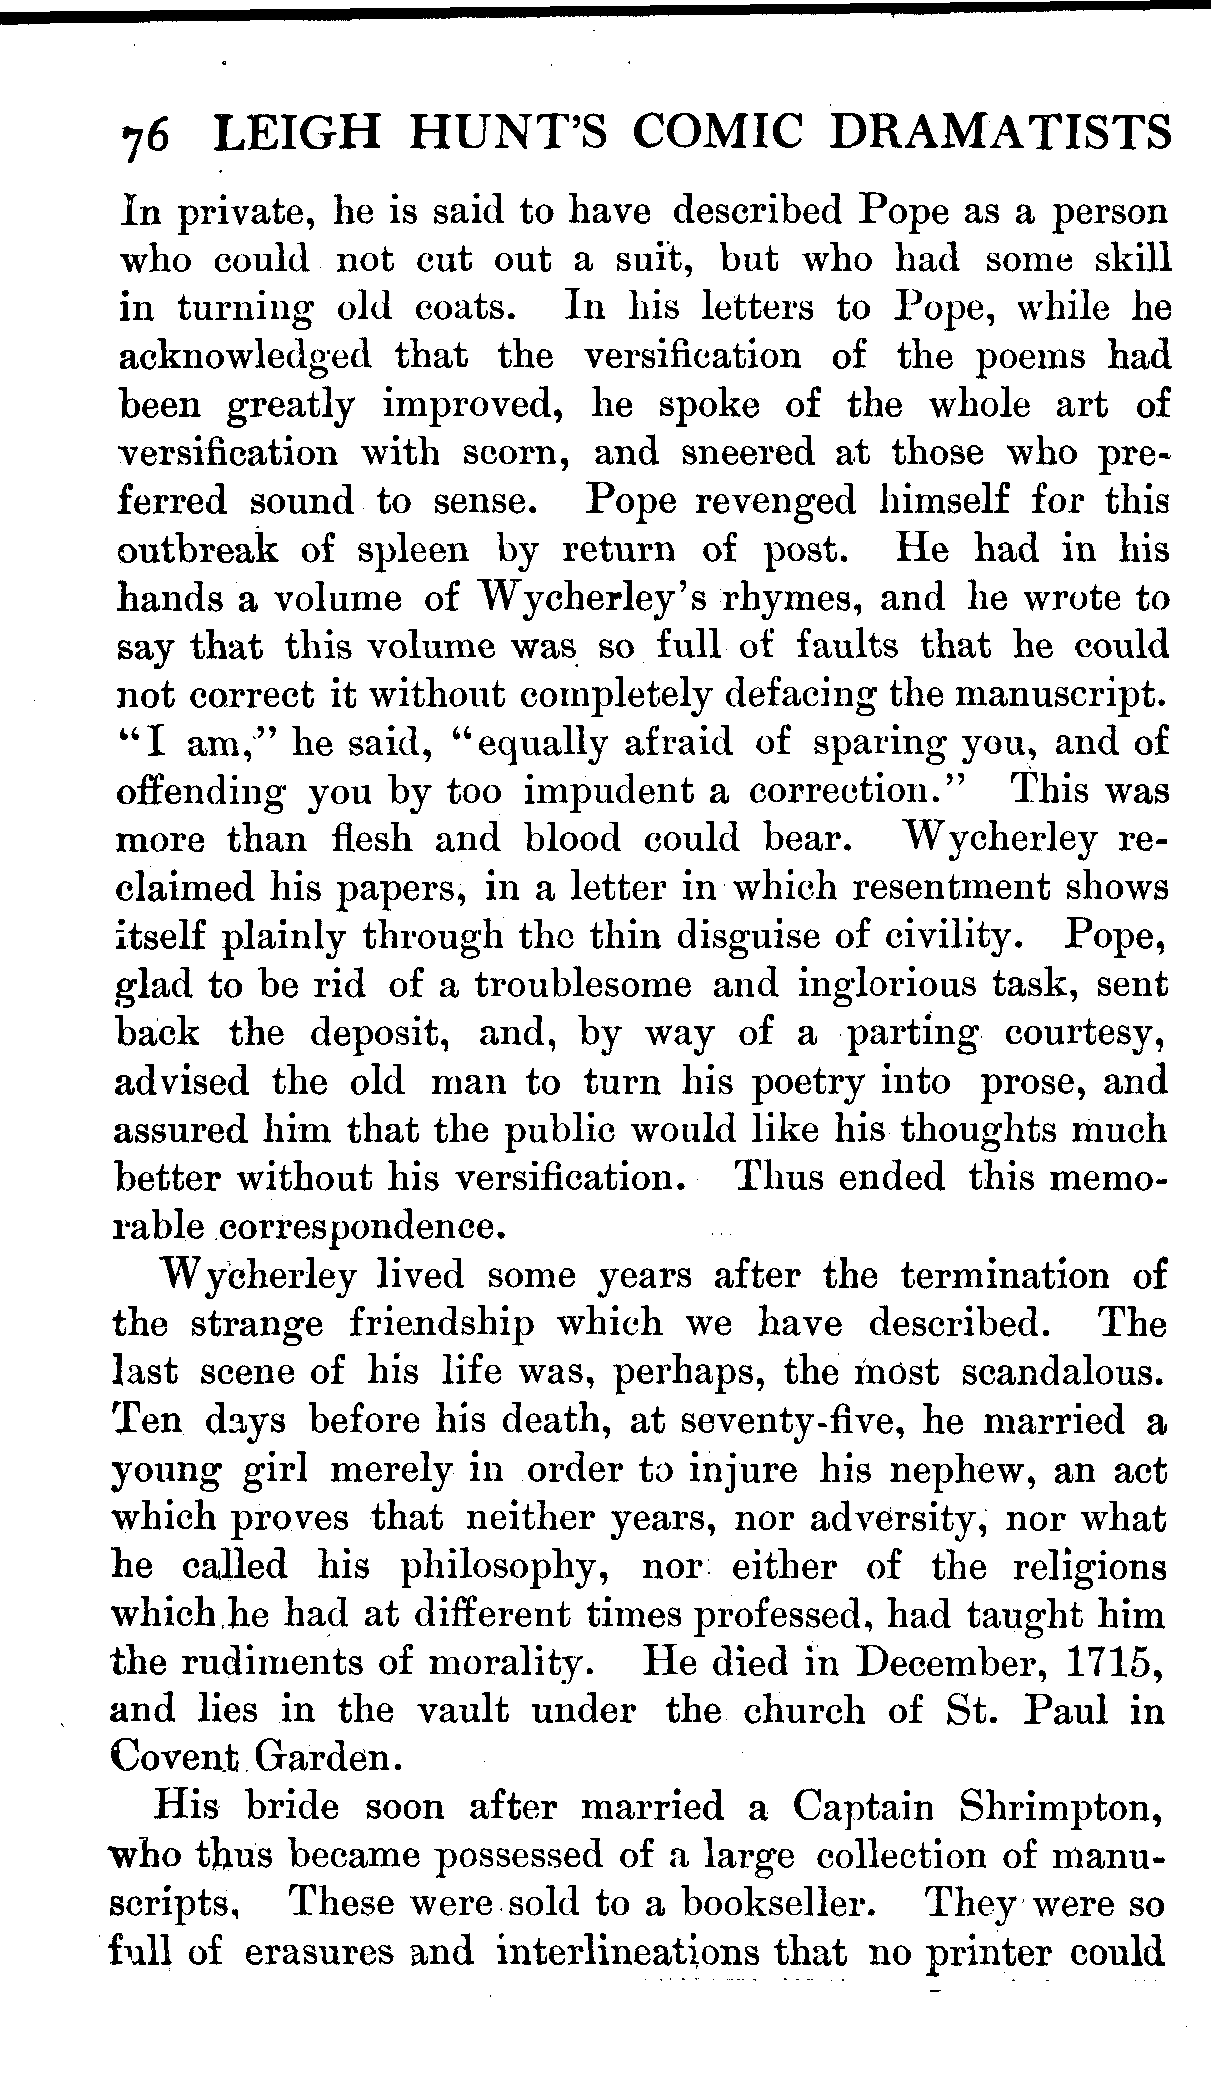 76 LEIGH HUNT'S COMIC DRAMATISTS
In private, he is said to have described Pope as a person
who could not cut out a suit, but who had some skill
in turning old coats. In his letters to Pope, while he
acknowledged that the versification of the poems had
been greatly improved, he spoke of the whole art of
versification with scorn, and sneered at those who pre-
ferred sound to sense. Pope revenged himself for this
outbreak of spleen by return of post. He had in his
hands a volume of Wycherley's rhymes, and he wrote to
say that this volume was so full of faults that he could
not correct it without completely defacing the manuscript.
“I am,” he said, “equally afraid of sparing you, and of
offending you by too impudent a correction.” This was
more than flesh and blood could bear. Wycherley re-
claimed his papers, in a letter in which resentment shows
itself plainly through the thin disguise of civility. Pope,
glad to be rid of a troublesome and inglorious task, sent
back the deposit, and, by way of a parting courtesy,
advised the old man to turn his poetry into prose, and
assured him that the public would like his thoughts much
better without his versification. Thus ended this memo-
rable correspondence.
Wycherley lived some years after the termination of
the strange friendship which we have described. The
last scene of his life was, perhaps, the most scandalous.
Ten days before his death, at seventy-five, he married a
young girl merely in order to injure his nephew, an act
which proves that neither years, nor adversity, nor what
he called his philosophy, nor either of the religions
which he had at different times professed, had taught him
the rudiments of morality. He died in December, 1715,
and lies in the vault under the church of St. Paul in
Covent Garden.
His bride soon after married a Captain Shrimpton,
who thus became possessed of a large collection of manu-
scripts, These were sold to a bookseller. They were so
full of erasures and interlineations that no printer could